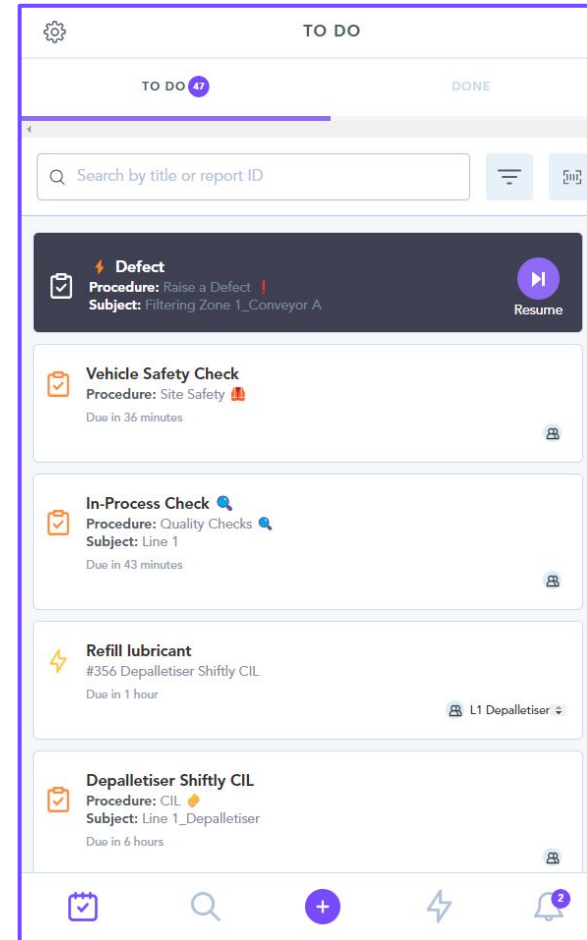 TO DO
TO DO 47
DONE
Search by title or report ID
Defect
Procedure: Raise a Defect ❗
Subject: Filtering Zone 1_Conveyor A
Resume
Vehicle Safety Check
Procedure: Site Safety 🦺
Due in 36 minutes
In-Process Check 🔍
Procedure: Quality Checks 🔍
Subject: Line 1
Due in 43 minutes
Refill lubricant
#356 Depalletiser Shiftly CIL
Due in 1 hour
L1 Depalletiser
Depalletiser Shiftly CIL
Procedure: CIL
Subject: Line 1_Depalletiser
Due in 6 hours
2